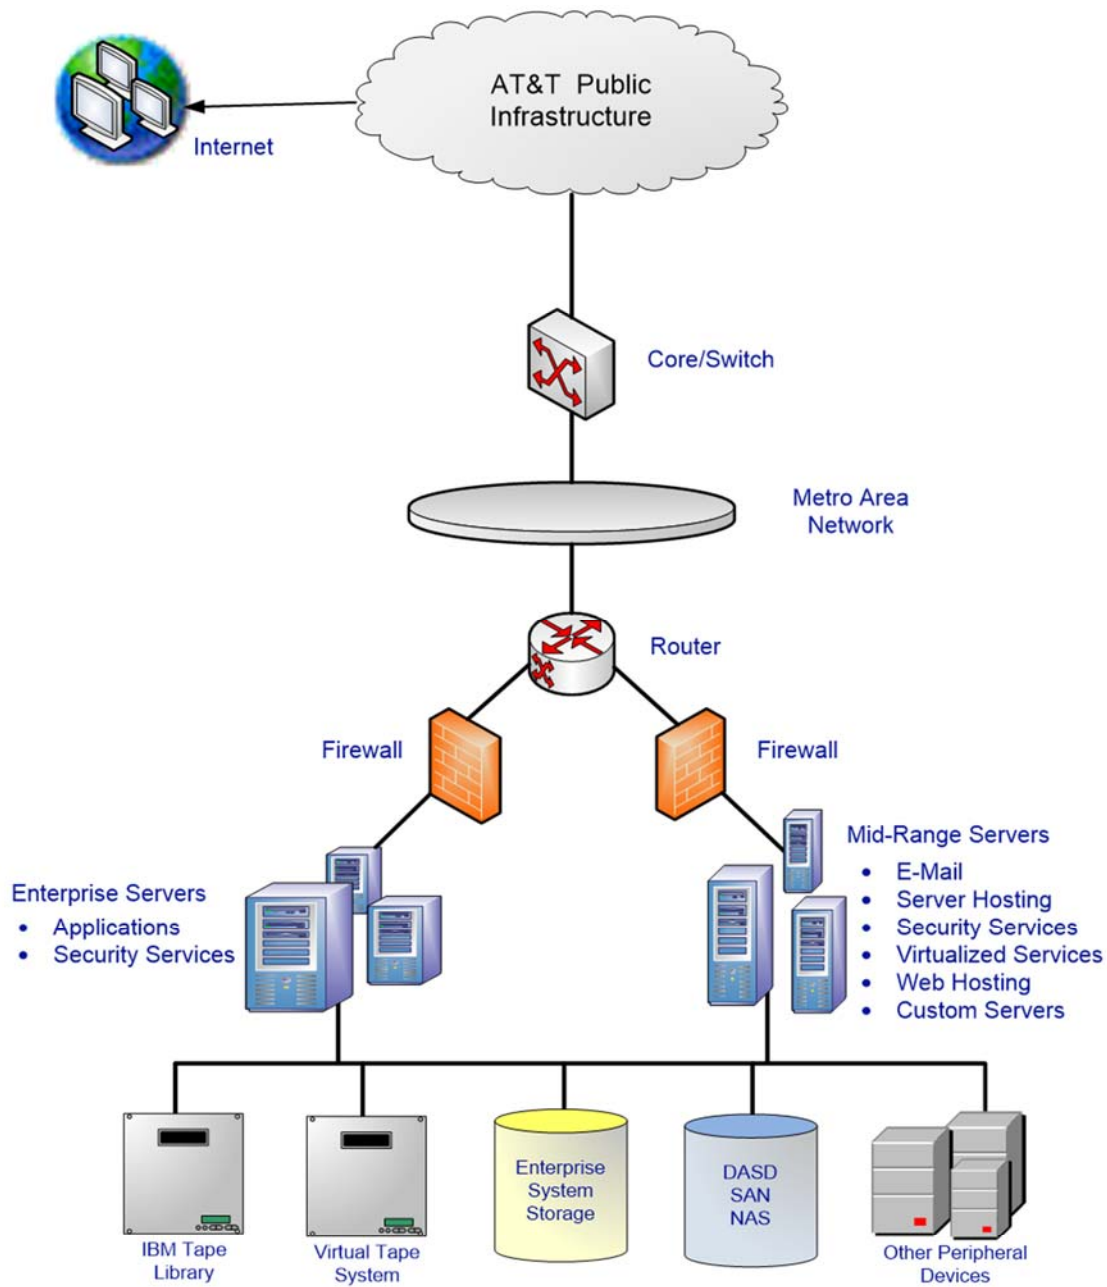 AT&T Public
Infrastructure
Internet
Core/Switch
Metro Area
Network
Router
Firewall
Firewall
Mid-Range Servers
• E-Mail
• Server Hosting
• Security Services
• Virtualized Services
• Web Hosting
• Custom Servers
Enterprise Servers
• Applications
• Security Services
Enterprise
System
Storage
DASD
SAN
NAS
IBM Tape
Library
Virtual Tape
System
Other Peripheral
Devices